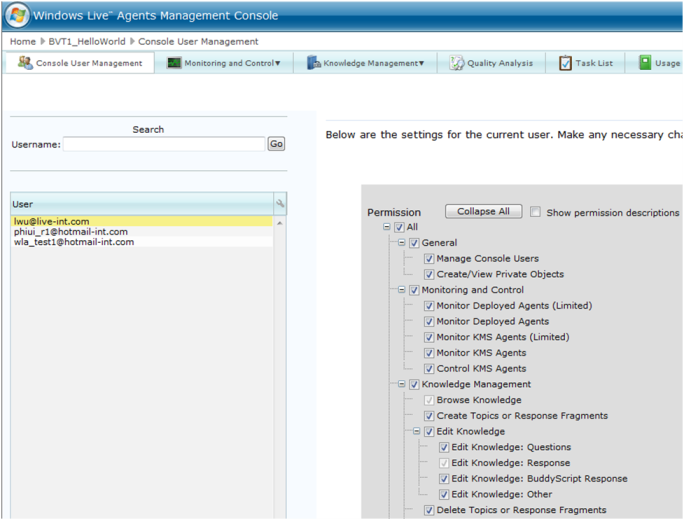 Windows Live™ Agents Management Console
Home BVT1_HelloWorld Console User Management
Console User Management Monitoring and Control Knowledge Management Quality Analysis Task List Usage
Search
Username: Go
Below are the settings for the current user. Make any necessary cha
User
lwu@live-int.com
phiui_r1@hotmail-int.com
wla_test1@hotmail-int.com
Permission Collapse All Show permission descriptions
All
General
Manage Console Users
Create/View Private Objects
Monitoring and Control
Monitor Deployed Agents (Limited)
Monitor Deployed Agents
Monitor KMS Agents (Limited)
Monitor KMS Agents
Control KMS Agents
Knowledge Management
Browse Knowledge
Create Topics or Response Fragments
Edit Knowledge
Edit Knowledge: Questions
Edit Knowledge: Response
Edit Knowledge: BuddyScript Response
Edit Knowledge: Other
Delete Topics or Response Fragments